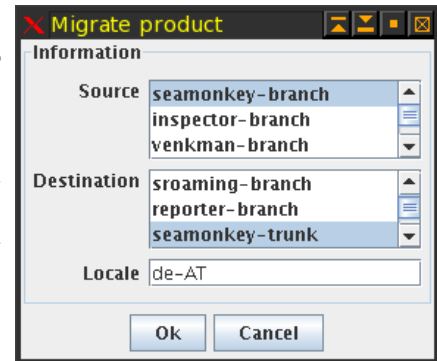 Migrate product
Information
Source
seamonkey-branch
inspector-branch
venkman-branch
Destination
sroaming-branch
reporter-branch
seamonkey-trunk
Locale de-AT
Ok Cancel